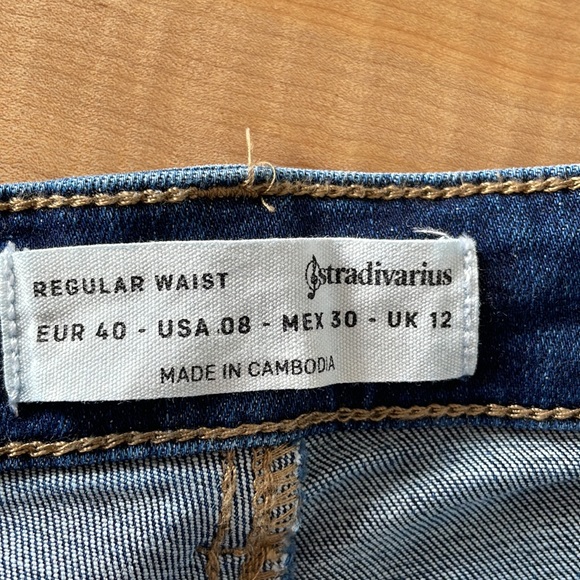 REGULAR WAIST stradivarius
EUR 40 - USA 08 - MEX 30 - UK 12
MADE IN CAMBODIA